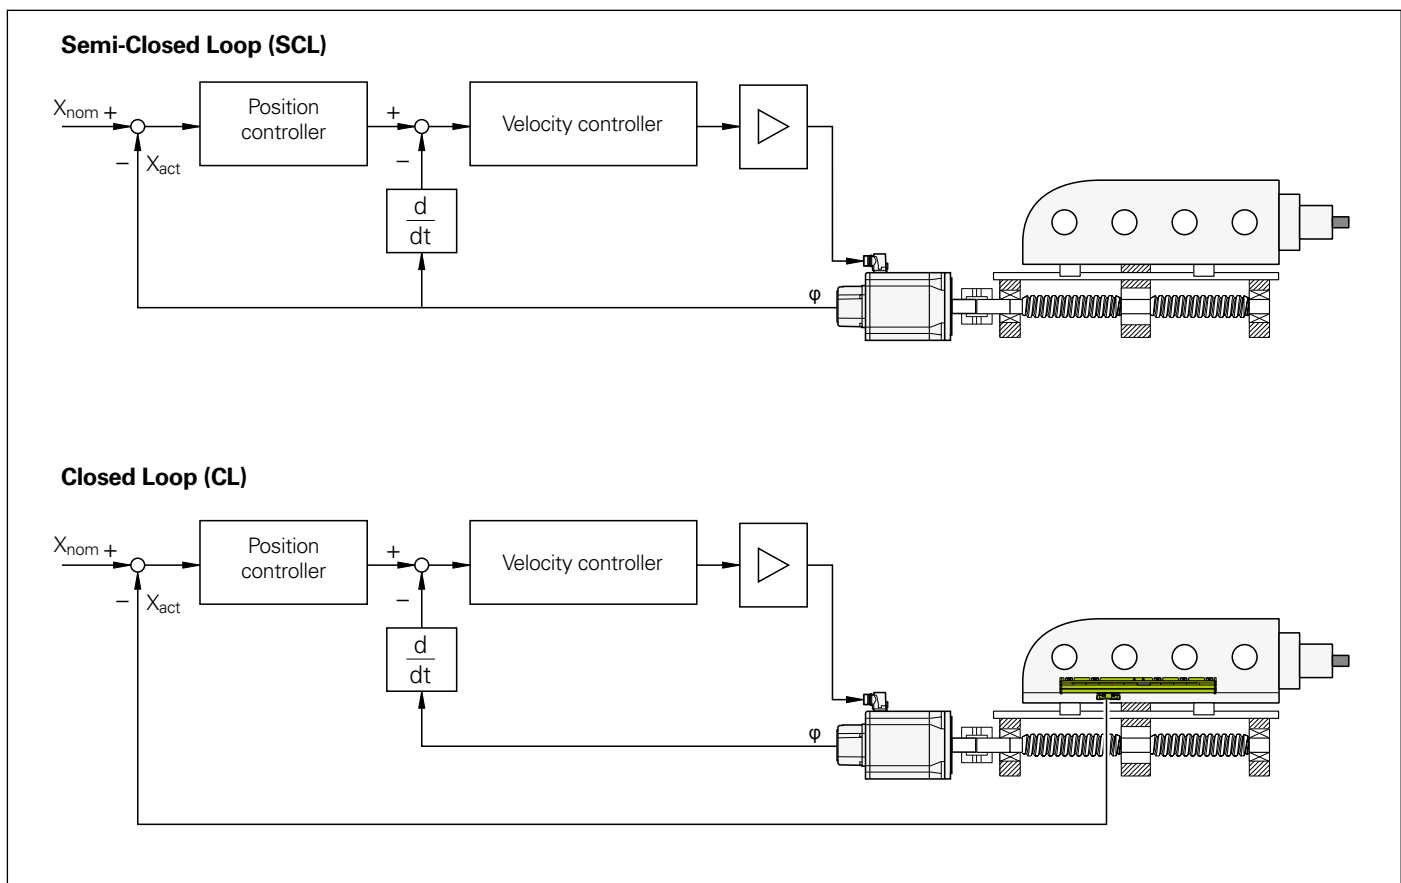 Semi-Closed Loop (SCL)
Xnom +
Position
controller
+
Velocity controller
− Xact
−
d
dt
φ
Closed Loop (CL)
Xnom +
Position
controller
+
Velocity controller
− Xact
−
d
dt
φ